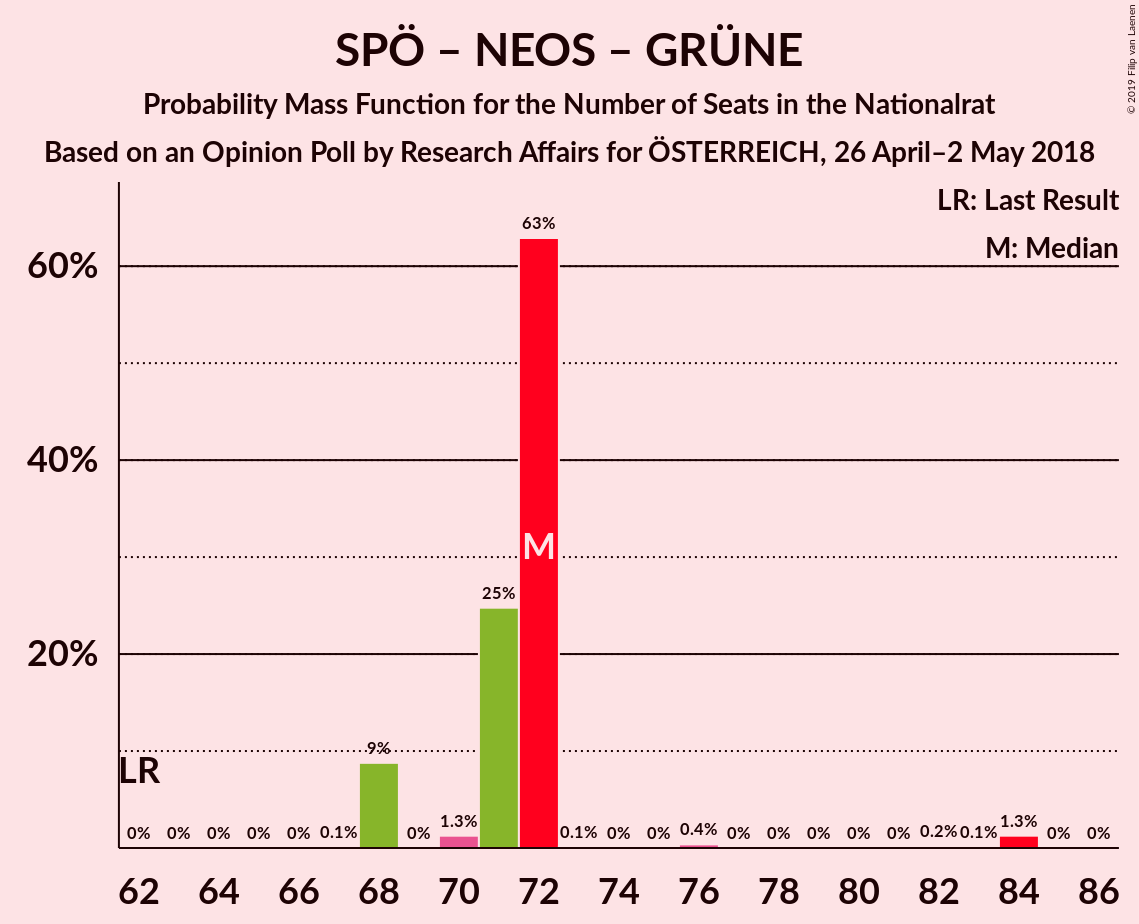 SPÖ – NEOS – GRÜNE
Probability Mass Function for the Number of Seats in the Nationalrat
Based on an Opinion Poll by Research Affairs for ÖSTERREICH, 26 April–2 May 2018
© 2019 Filip van Laenen
LR: Last Result
M: Median
60%
40%
20%
LR
M
0% 0% 0% 0% 0% 0.1% 9% 0% 1.3% 25% 63% 0.1% 0% 0% 0.4% 0% 0% 0% 0% 0% 0.2% 0.1% 1.3% 0% 0%
62 64 66 68 70 72 74 76 78 80 82 84 86